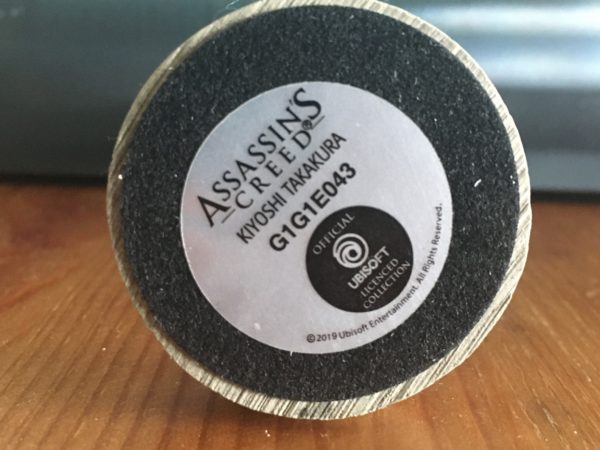 ASSASSIN'S
CREED®
KIYOSHI TAKAKURA
G1G1E043
OFFICIAL
UBISOFT
LICENCED
COLLECTION
©2019 Ubisoft Entertainment. All Rights Reserved.